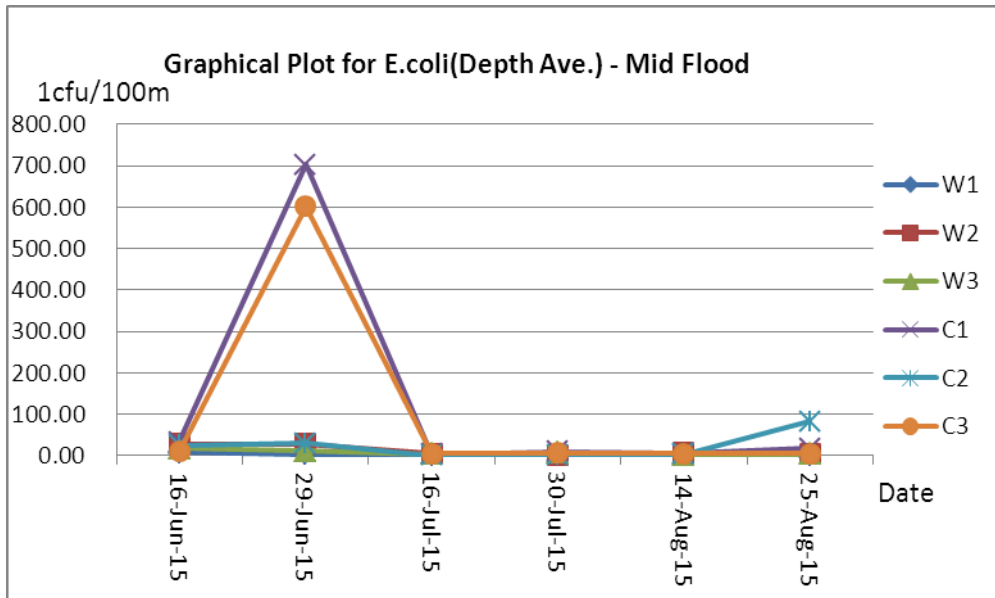 Graphical Plot for E.coli(Depth Ave.) - Mid Flood
1cfu/100m
800.00
700.00
600.00
500.00
400.00
300.00
200.00
100.00
0.00
16-Jun-15
29-Jun-15
16-Jul-15
30-Jul-15
14-Aug-15
25-Aug-15
Date
W1
W2
W3
C1
C2
C3